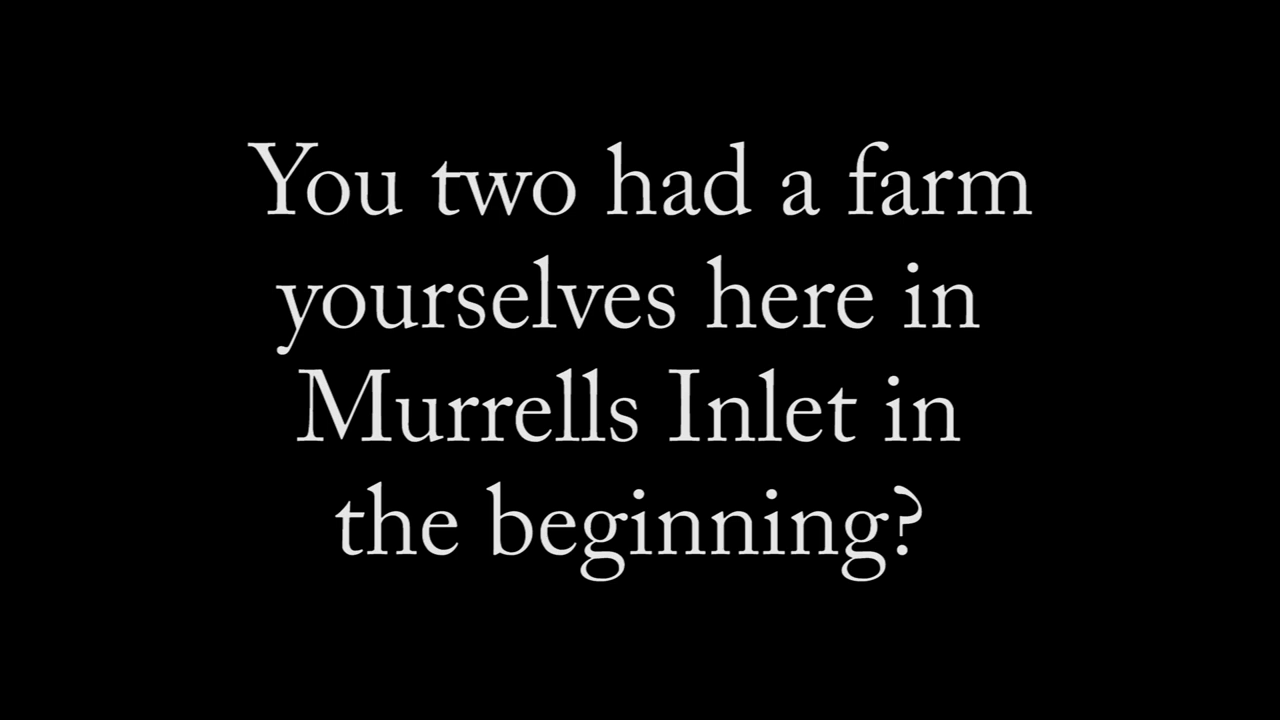 You two had a farm
yourselves here in
Murrells Inlet in
the beginning?